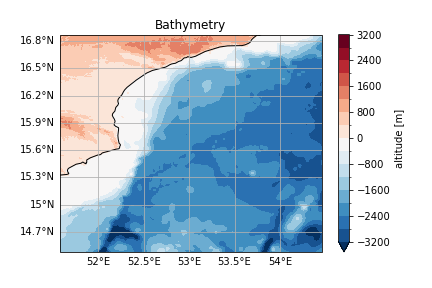 Bathymetry
16.8°N
16.5°N
16.2°N
15.9°N
15.6°N
15.3°N
15°N
14.7°N
52°E 52.5°E 53°E 53.5°E 54°E
3200
2400
1600
800
0
−800
−1600
−2400
−3200
altitude [m]